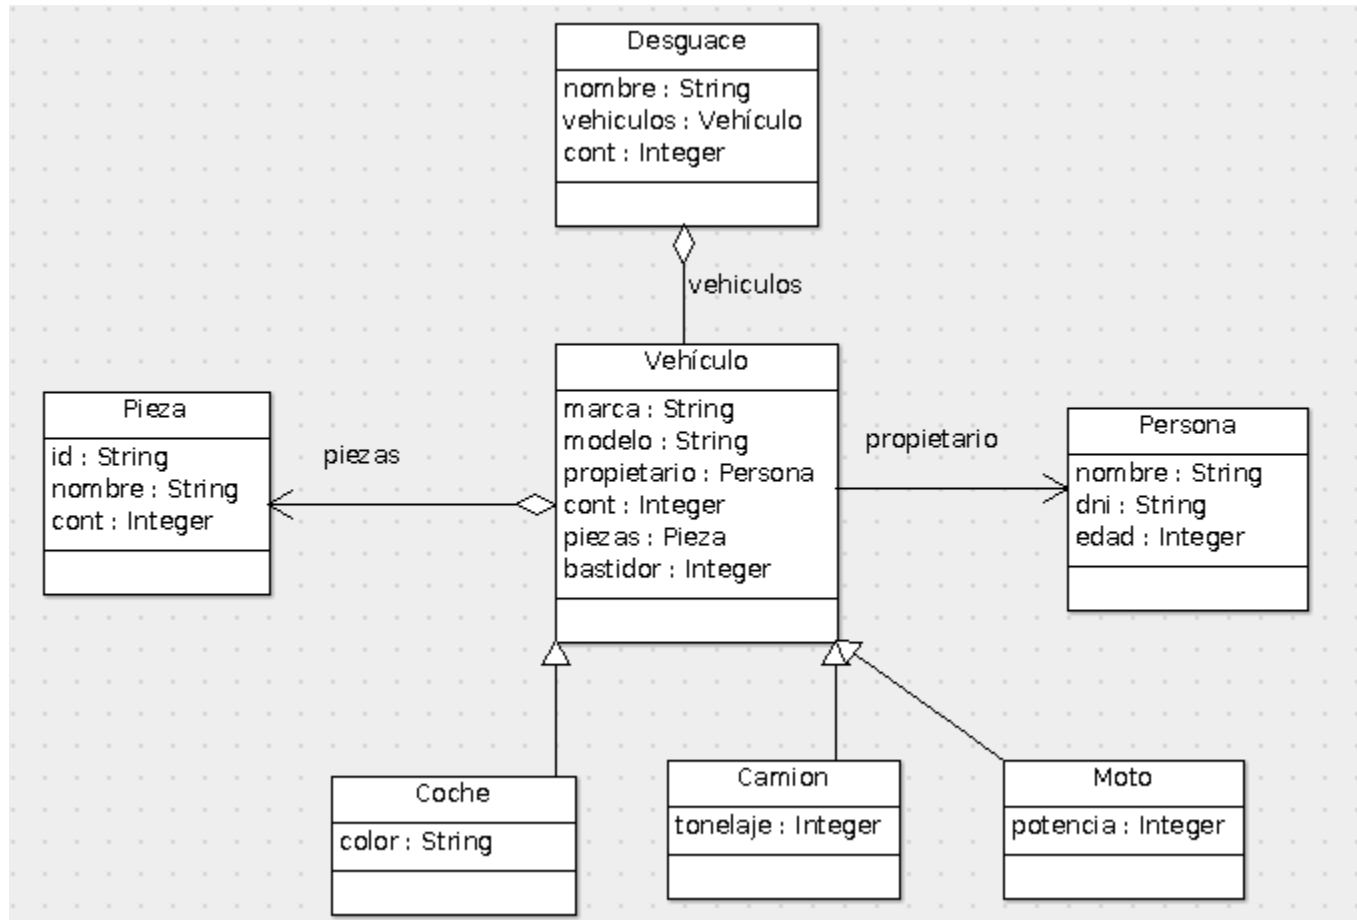 Desguace
nombre : String
vehiculos : Vehículo
cont : Integer
vehiculos
Vehículo
marca : String
modelo : String
propietario : Persona
cont : Integer
piezas : Pieza
bastidor : Integer
Pieza
id : String
nombre : String
cont : Integer
piezas
propietario
Persona
nombre : String
dni : String
edad : Integer
Coche
color : String
Camion
tonelaje : Integer
Moto
potencia : Integer